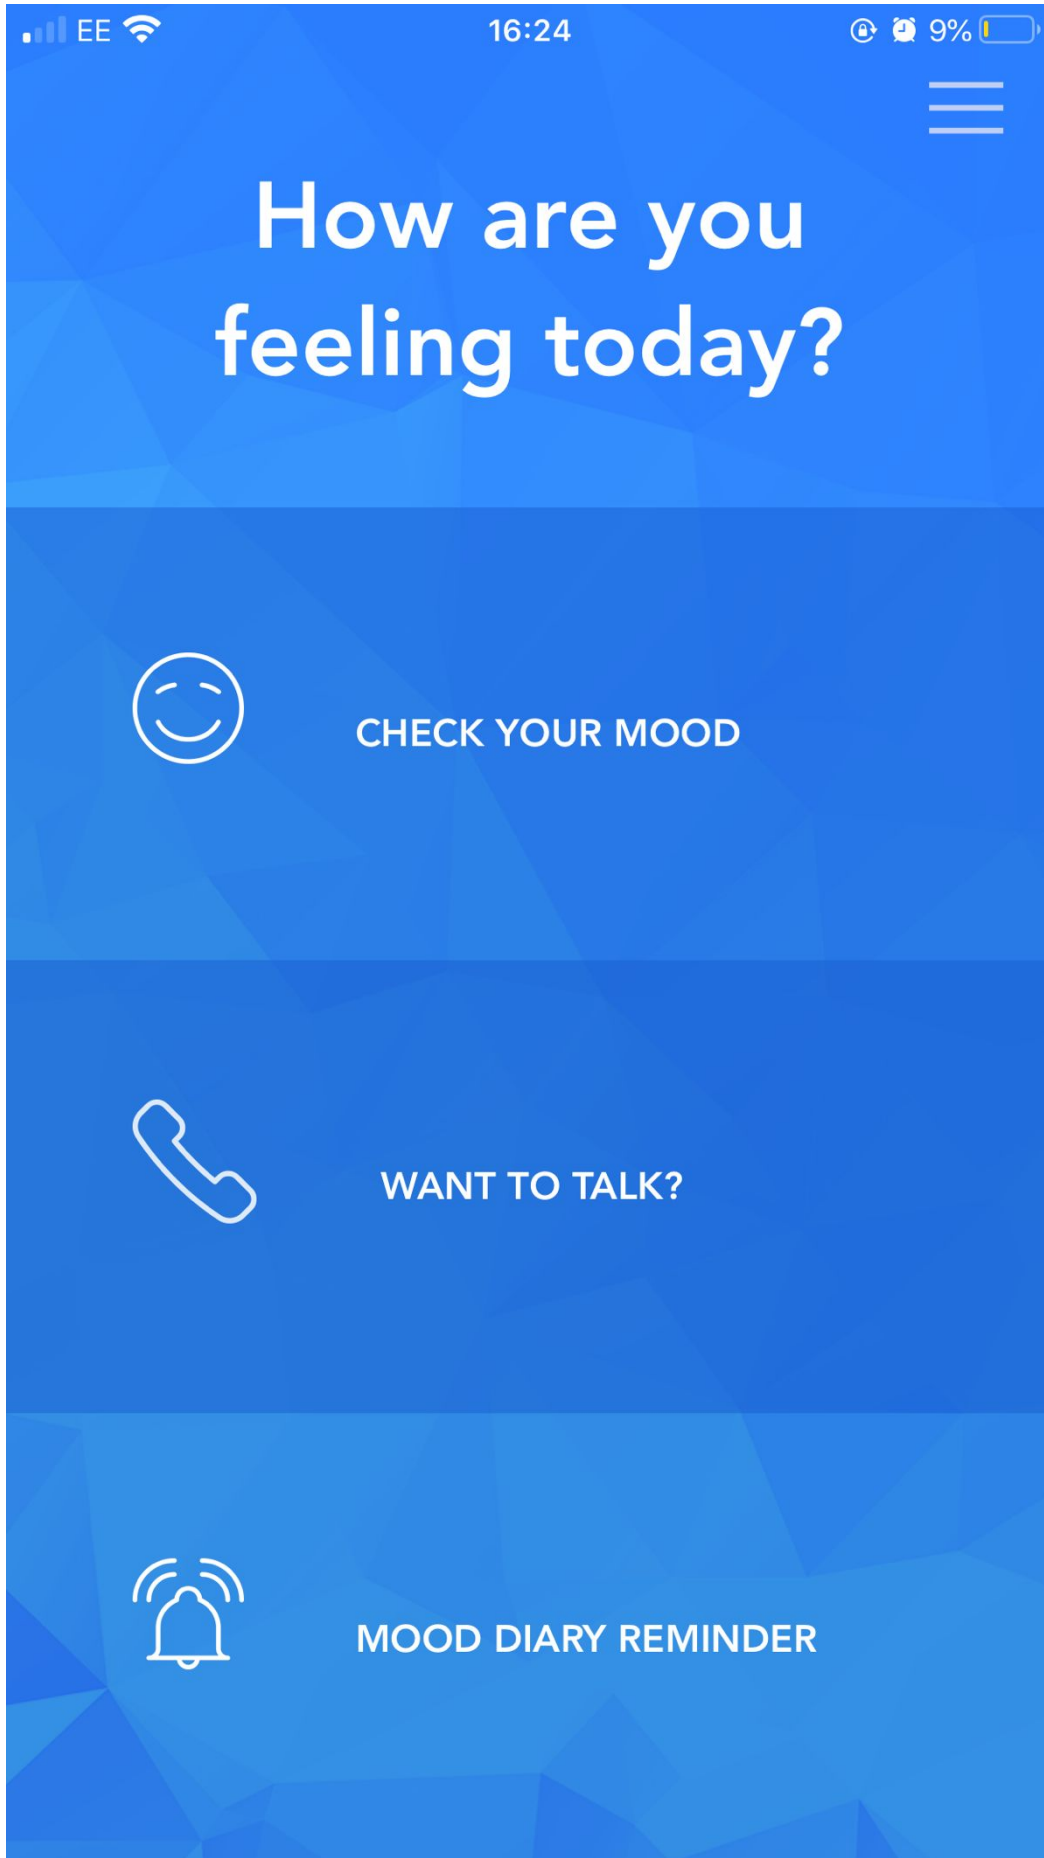 EE 16:24 9%
How are you
feeling today?
CHECK YOUR MOOD
WANT TO TALK?
MOOD DIARY REMINDER